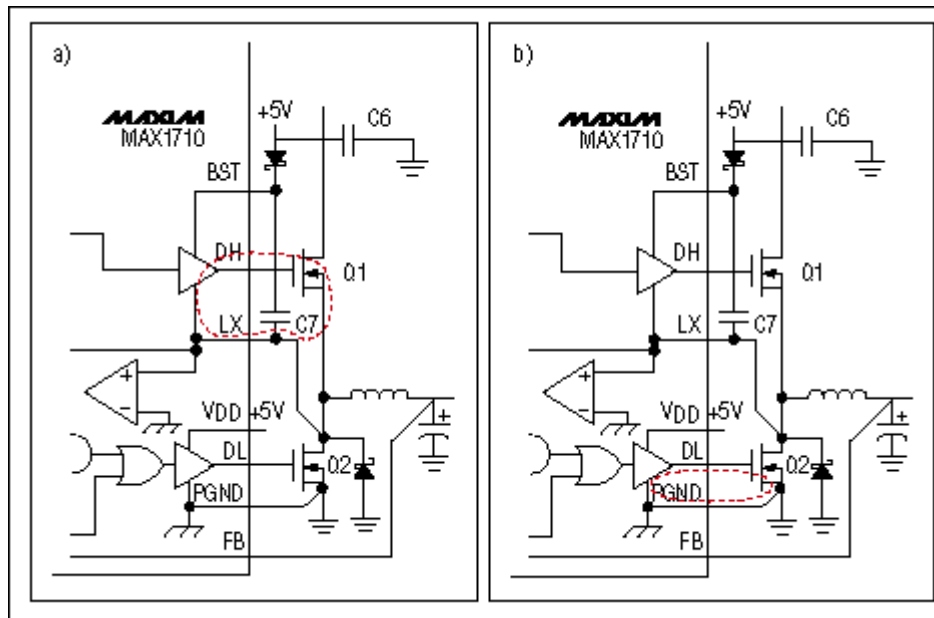 a)
+5V
C6
MAXIM
MAX1710
BST
DH
Q1
LX
C7
+
−
VDD
+5V
DL
Q2
PGND
FB
+
b)
+5V
C6
MAXIM
MAX1710
BST
DH
Q1
LX
C7
+
−
VDD
+5V
DL
Q2
PGND
FB
+